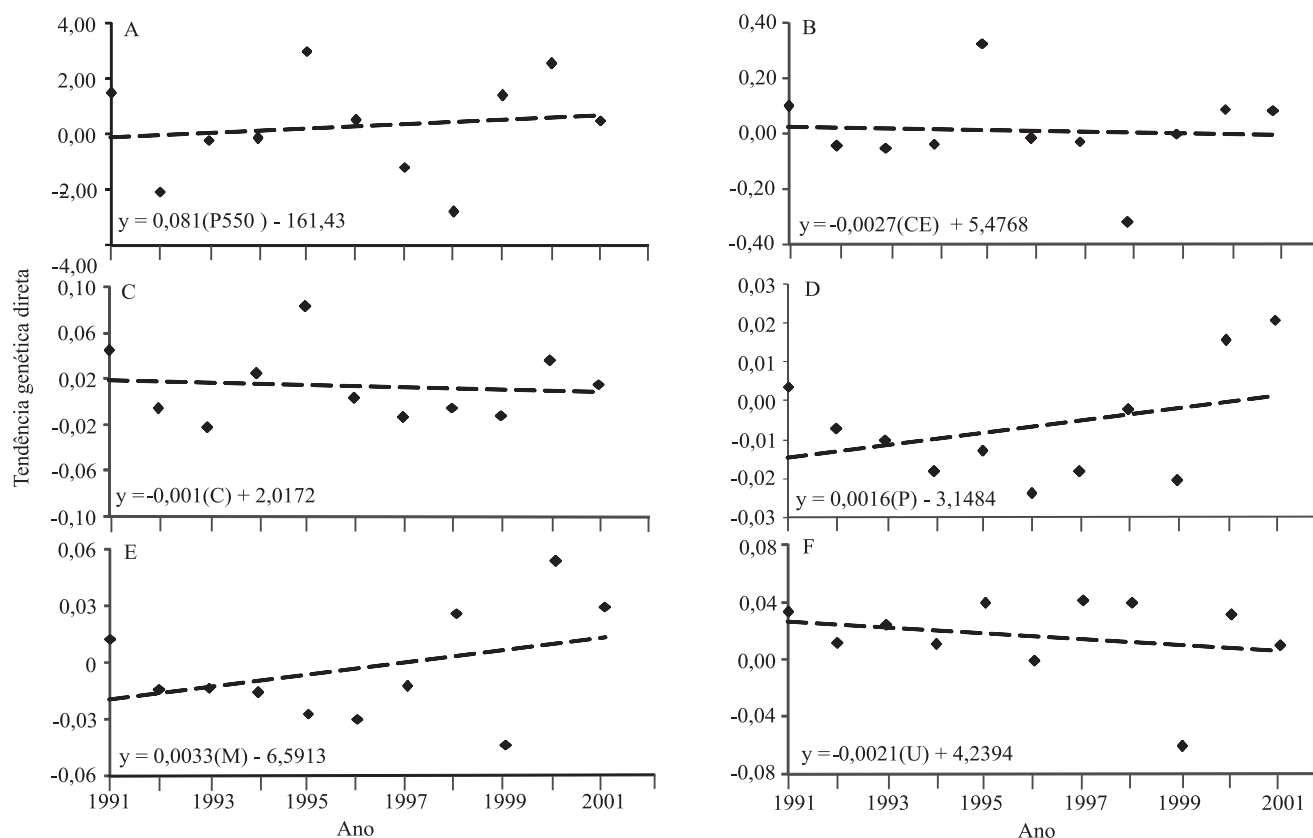 Tendência genética direta
A
4,00
2,00
0,00
-2,00
-4,00
y = 0,081(P550 ) - 161,43
B
0,40
0,20
0,00
-0,20
-0,40
y=-0,0027(CE) + 5,4768
C
0,10
0,06
0,02
-0,02
-0,06
-0,10
y =-0,001(C) + 2,0172
D
0,03
0,02
0,01
0,00
-0,01
-0,02
-0,03
y = 0,0016(P) - 3,1484
E
0,06
0,03
0
-0,03
-0,06
y = 0,0033(M) - 6,5913
1991 1993 1995 1997 1999 2001
Ano
F
0,08
0,04
0,00
-0,04
-0,08
y=-0,0021(U) + 4,2394
1991 1993 1995 1997 1999 2001
Ano